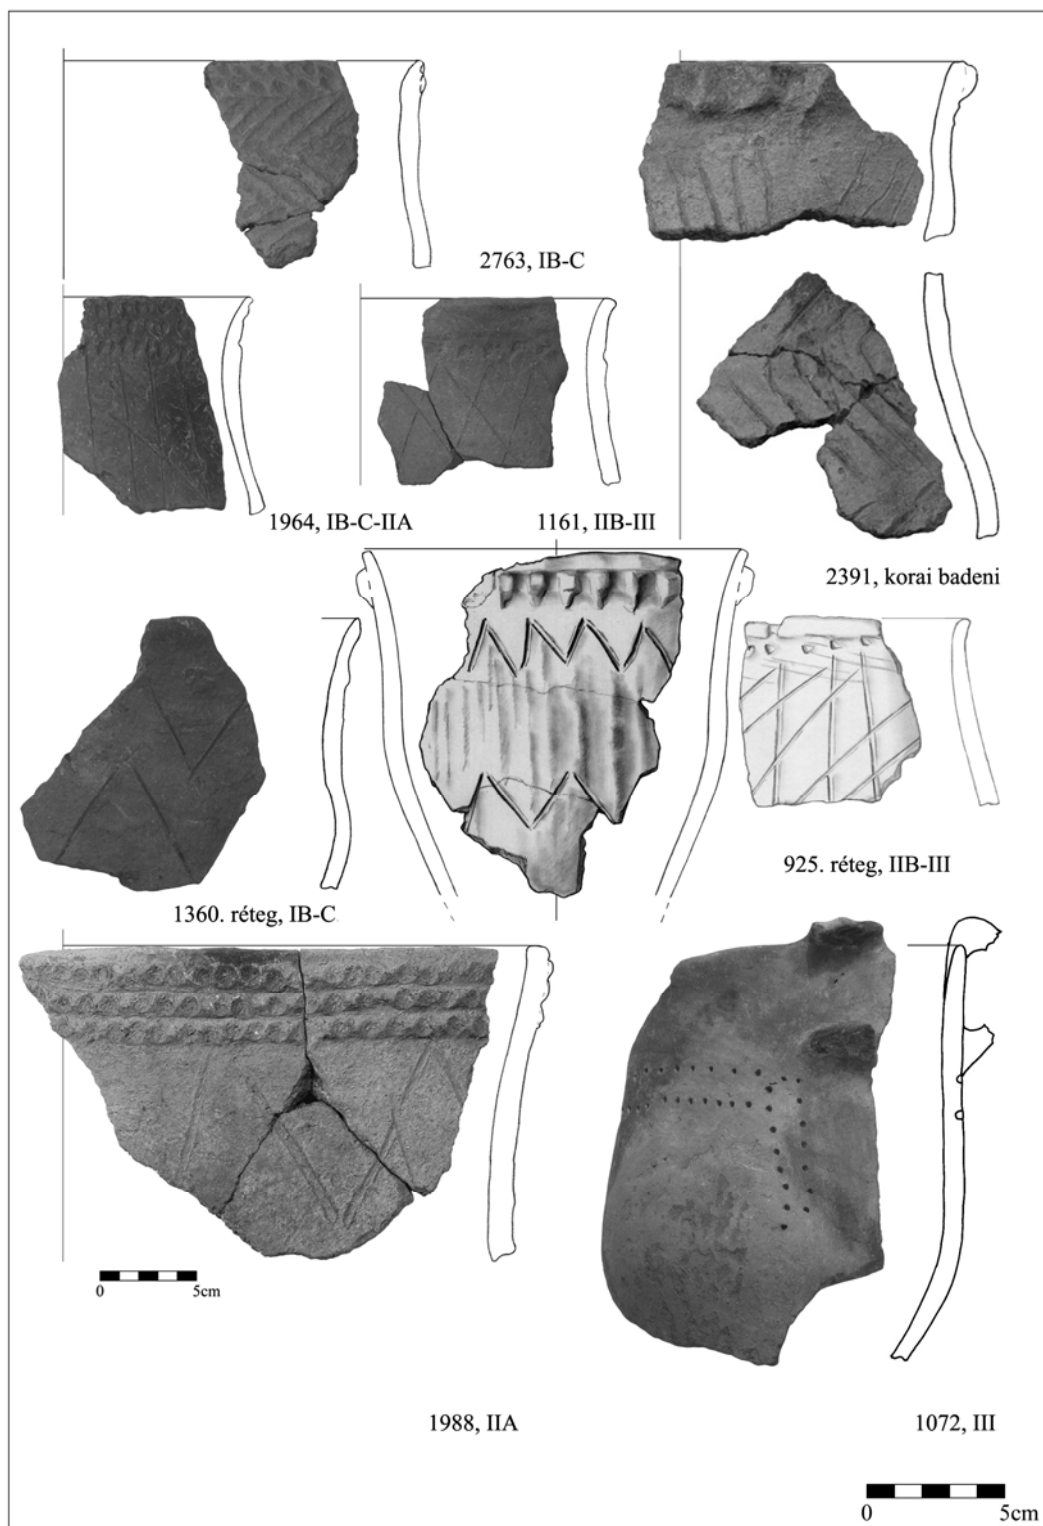 2763, IB-C
1964, IB-C-IIA
1161, IIB-III
2391, korai badeni
925. réteg, IIB-III
1360. réteg, IB-C
0 5cm
1988, IIA
1072, III
0 5cm